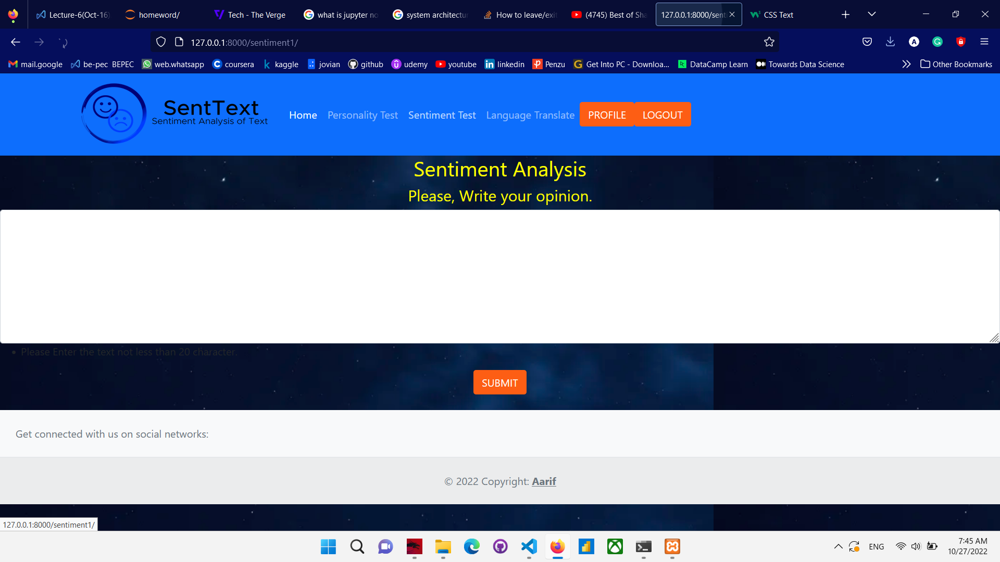 Lecture-6(Oct-16)
homeword/
Tech - The Verge
what is jupyter no
system architectur
How to leave/exit
(4745) Best of Sha
127.0.0.1:8000/senti
CSS Text
127.0.0.1:8000/sentiment1/
mail.google
be-pec BEPEC
web.whatsapp
coursera
kaggle
jovian
github
udemy
youtube
linkedin
Penzu
Get Into PC - Downloa...
DataCamp Learn
Towards Data Science
Other Bookmarks
SentText
Sentiment Analysis of Text
Home
Personality Test
Sentiment Test
Language Translate
PROFILE
LOGOUT
Sentiment Analysis
Please, Write your opinion.
• Please Enter the text not less than 20 character.
SUBMIT
Get connected with us on social networks:
© 2022 Copyright: Aarif
127.0.0.1:8000/sentiment1/
ENG
7:45 AM
10/27/2022